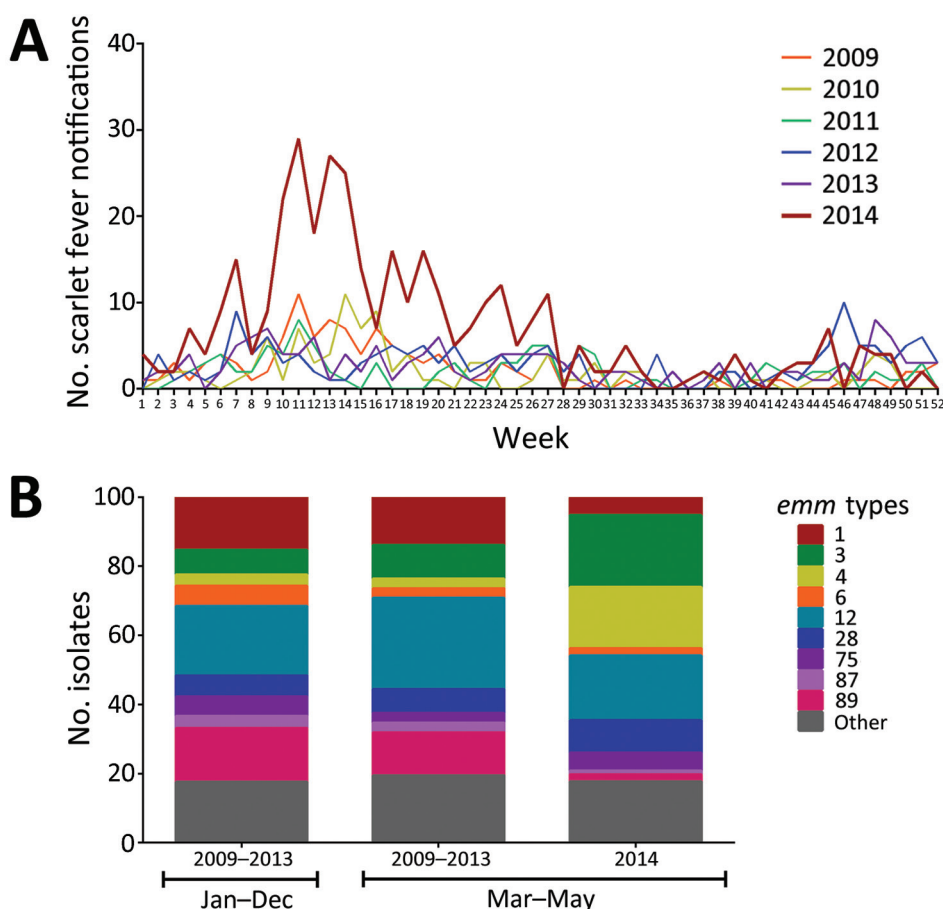 A
No. scarlet fever notifications
40
30
20
10
0
2009
2010
2011
2012
2013
2014
1 2 3 4 5 6 7 8 9 10 11 12 13 14 15 16 17 18 19 20 21 22 23 24 25 26 27 28 29 30 31 32 33 34 35 36 37 38 39 40 41 42 43 44 45 46 47 48 49 50 51 52
Week
B
No. isolates
100
80
60
40
20
0
emm types
1
3
4
6
12
28
75
87
89
Other
2009–2013 2009–2013 2014
Jan–Dec Mar–May